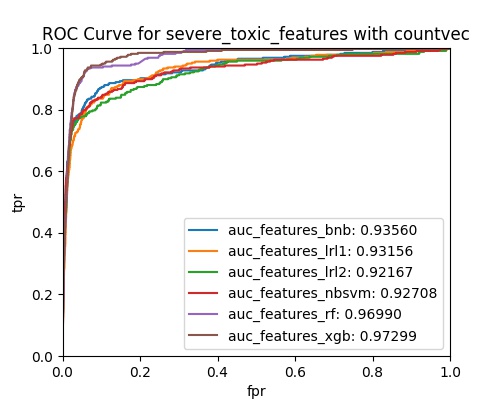 ROC Curve for severe_toxic_features with countvec
1.0
0.8
0.6
0.4
0.2
0.0
tpr
auc_features_bnb: 0.93560
auc_features_lrl1: 0.93156
auc_features_lrl2: 0.92167
auc_features_nbsvm: 0.92708
auc_features_rf: 0.96990
auc_features_xgb: 0.97299
0.0 0.2 0.4 0.6 0.8 1.0
fpr